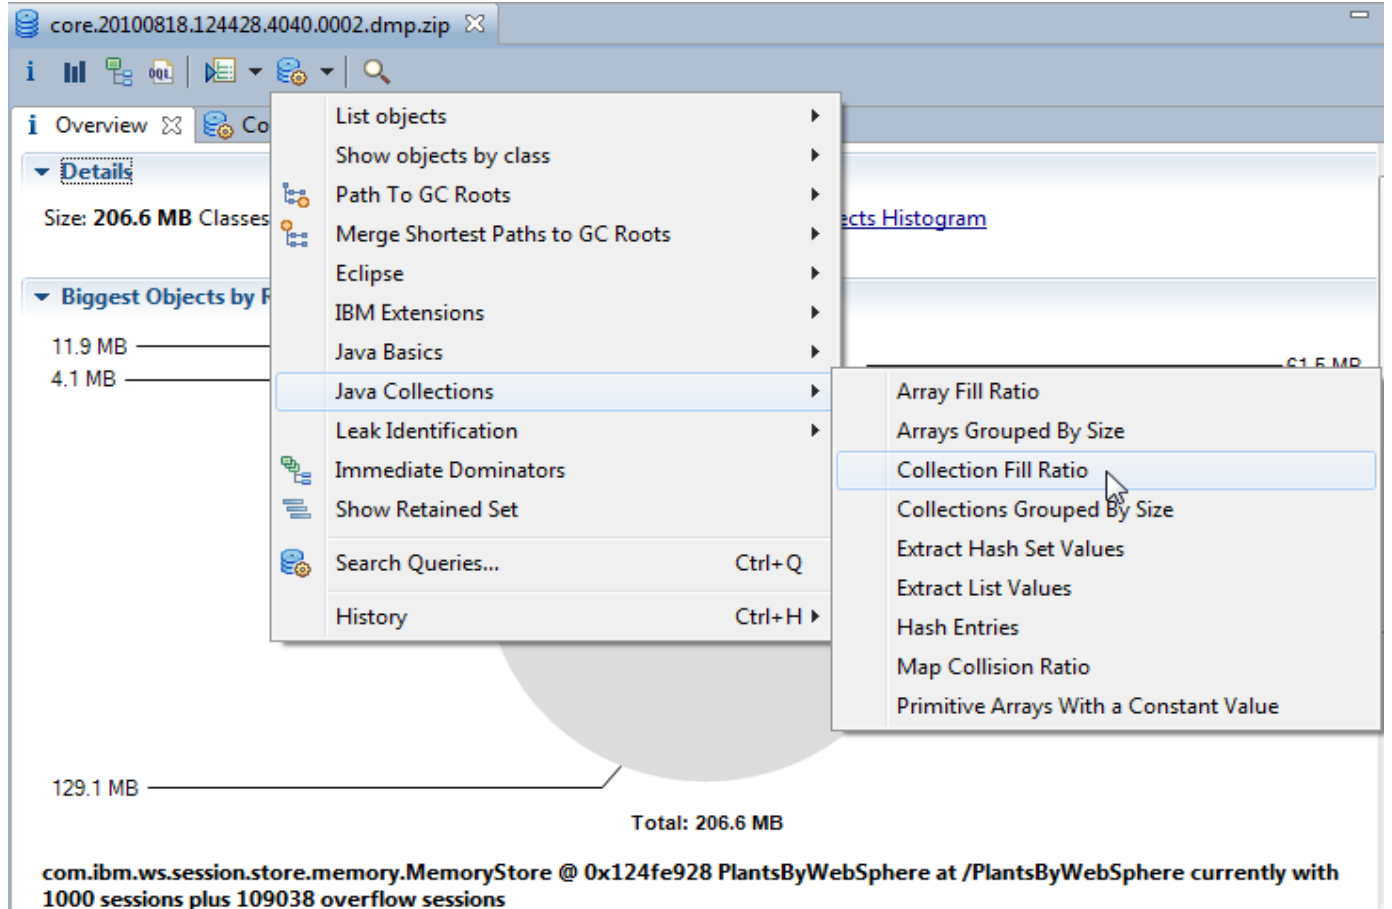 core.20100818.124428.4040.0002.dmp.zip
i OQL
i Overview Co
Details
Size: 206.6 MB Classes
ects Histogram
Biggest Objects by R
11.9 MB
4.1 MB
61.5 MB
129.1 MB
Total: 206.6 MB
com.ibm.ws.session.store.memory.MemoryStore @ 0x124fe928 PlantsByWebSphere at /PlantsByWebSphere currently with
1000 sessions plus 109038 overflow sessions
List objects
Show objects by class
Path To GC Roots
Merge Shortest Paths to GC Roots
Eclipse
IBM Extensions
Java Basics
Java Collections
Leak Identification
Immediate Dominators
Show Retained Set
Search Queries... Ctrl+Q
History Ctrl+H
Array Fill Ratio
Arrays Grouped By Size
Collection Fill Ratio
Collections Grouped By Size
Extract Hash Set Values
Extract List Values
Hash Entries
Map Collision Ratio
Primitive Arrays With a Constant Value